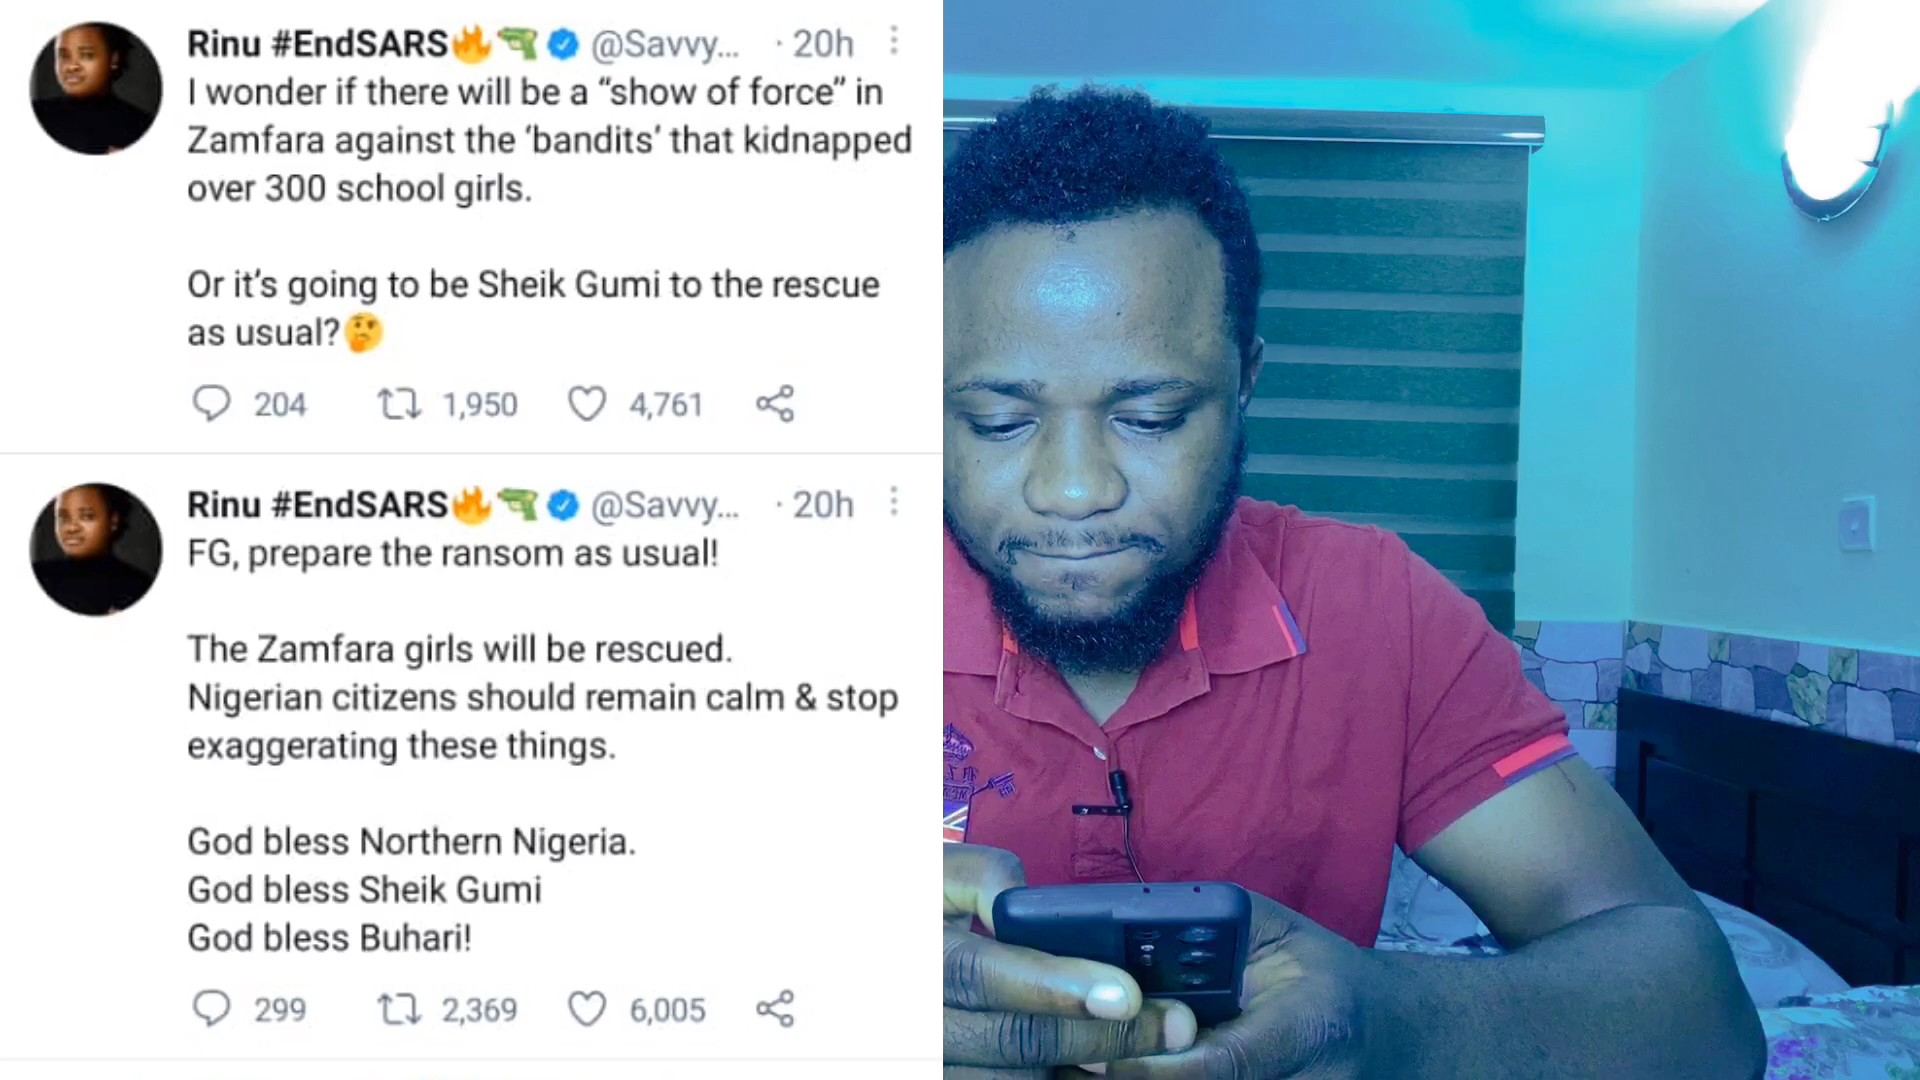 Rinu #EndSARS🔥🔫 @Savvy... · 20h
I wonder if there will be a “show of force” in
Zamfara against the ‘bandits’ that kidnapped
over 300 school girls.
Or it’s going to be Sheik Gumi to the rescue
as usual?🤔
204 1,950 4,761
Rinu #EndSARS🔥🔫 @Savvy... · 20h
FG, prepare the ransom as usual!
The Zamfara girls will be rescued.
Nigerian citizens should remain calm & stop
exaggerating these things.
God bless Northern Nigeria.
God bless Sheik Gumi
God bless Buhari!
299 2,369 6,005